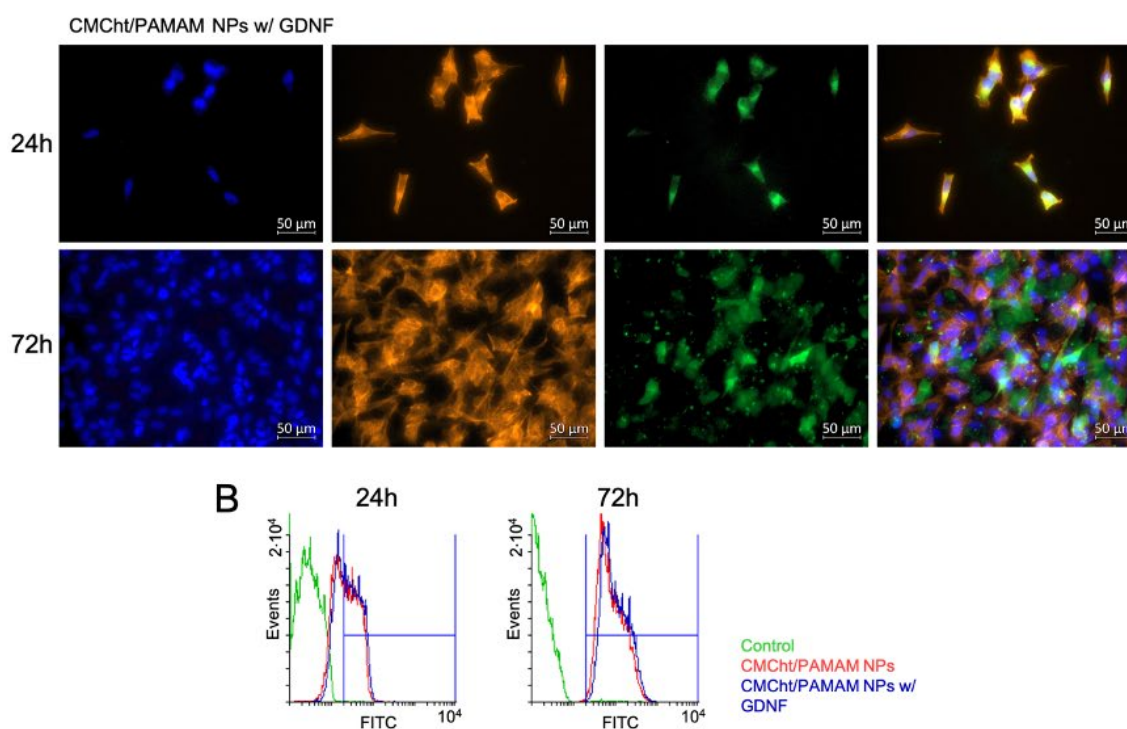 CMCht/PAMAM NPs w/ GDNF
24h
50 µm
50 µm
50 µm
50 µm
72h
50 µm
50 µm
50 µm
50 µm
B
24h
72h
2·10⁴
Events
10⁴
FITC
2·10⁴
Events
10⁴
FITC
Control
CMCht/PAMAM NPs
CMCht/PAMAM NPs w/
GDNF